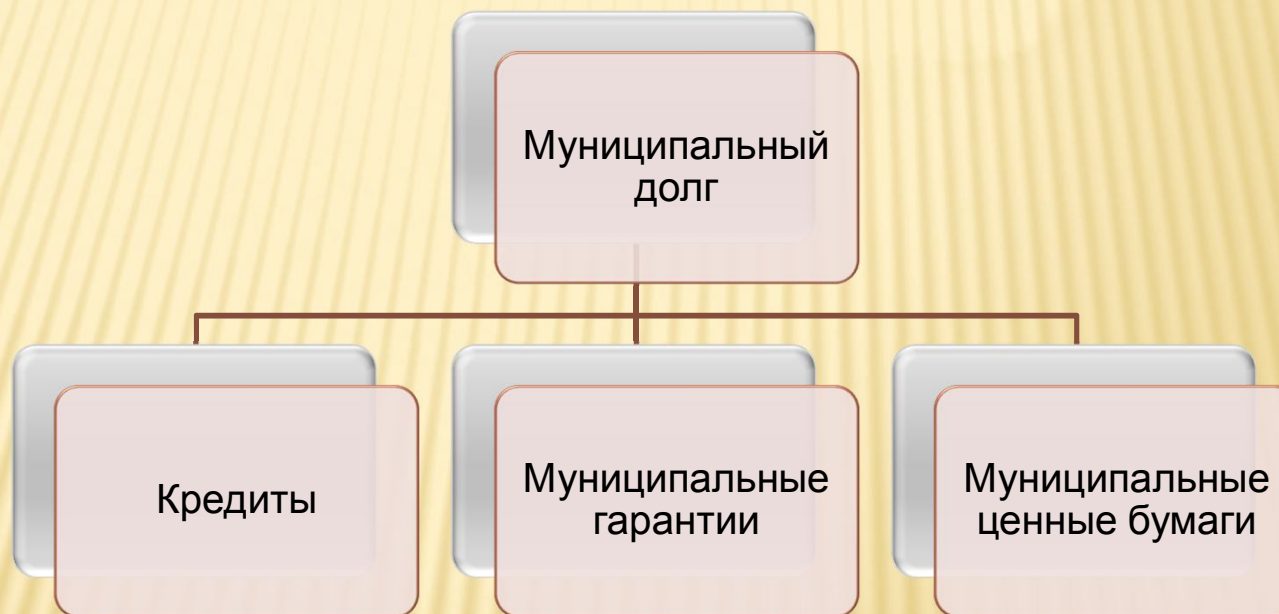 Муниципальный
долг
Кредиты
Муниципальные
гарантии
Муниципальные
ценные бумаги